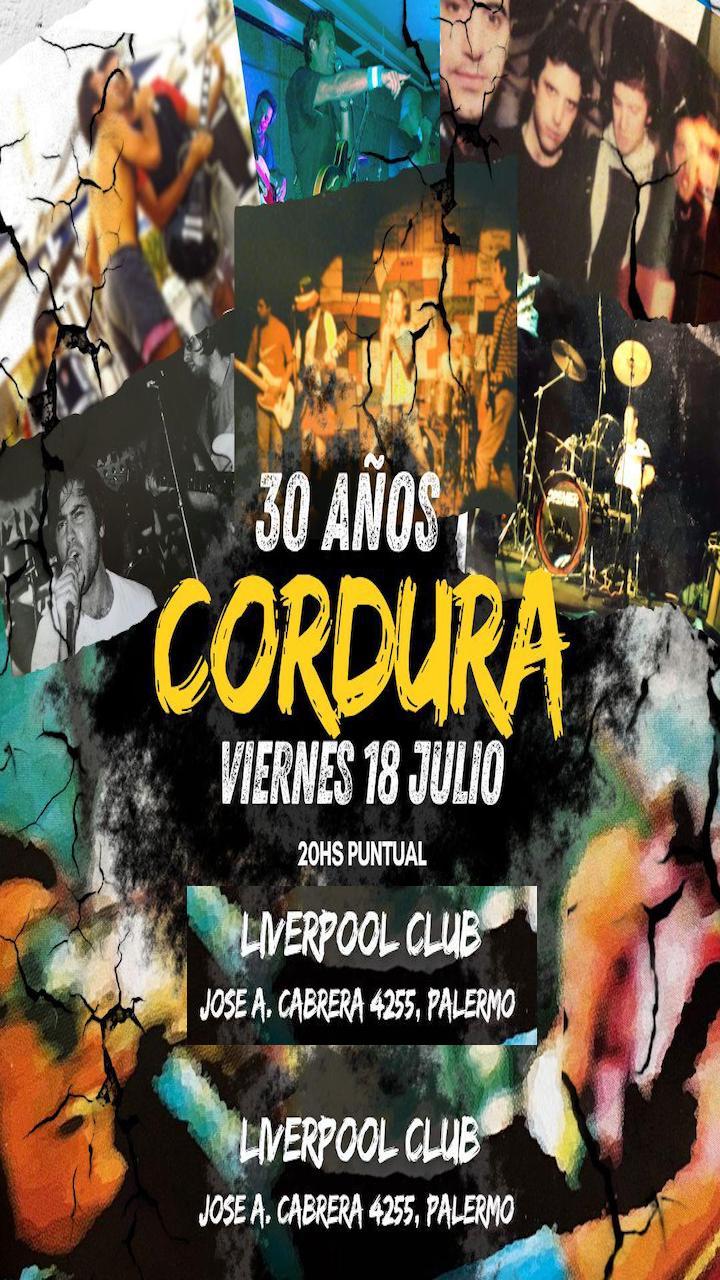 30 AÑOS
CORDURA
VIERNES 18 JULIO
20HS PUNTUAL
LIVERPOOL CLUB
JOSE A. CABRERA 4255, PALERMO
LIVERPOOL CLUB
JOSE A. CABRERA 4255, PALERMO